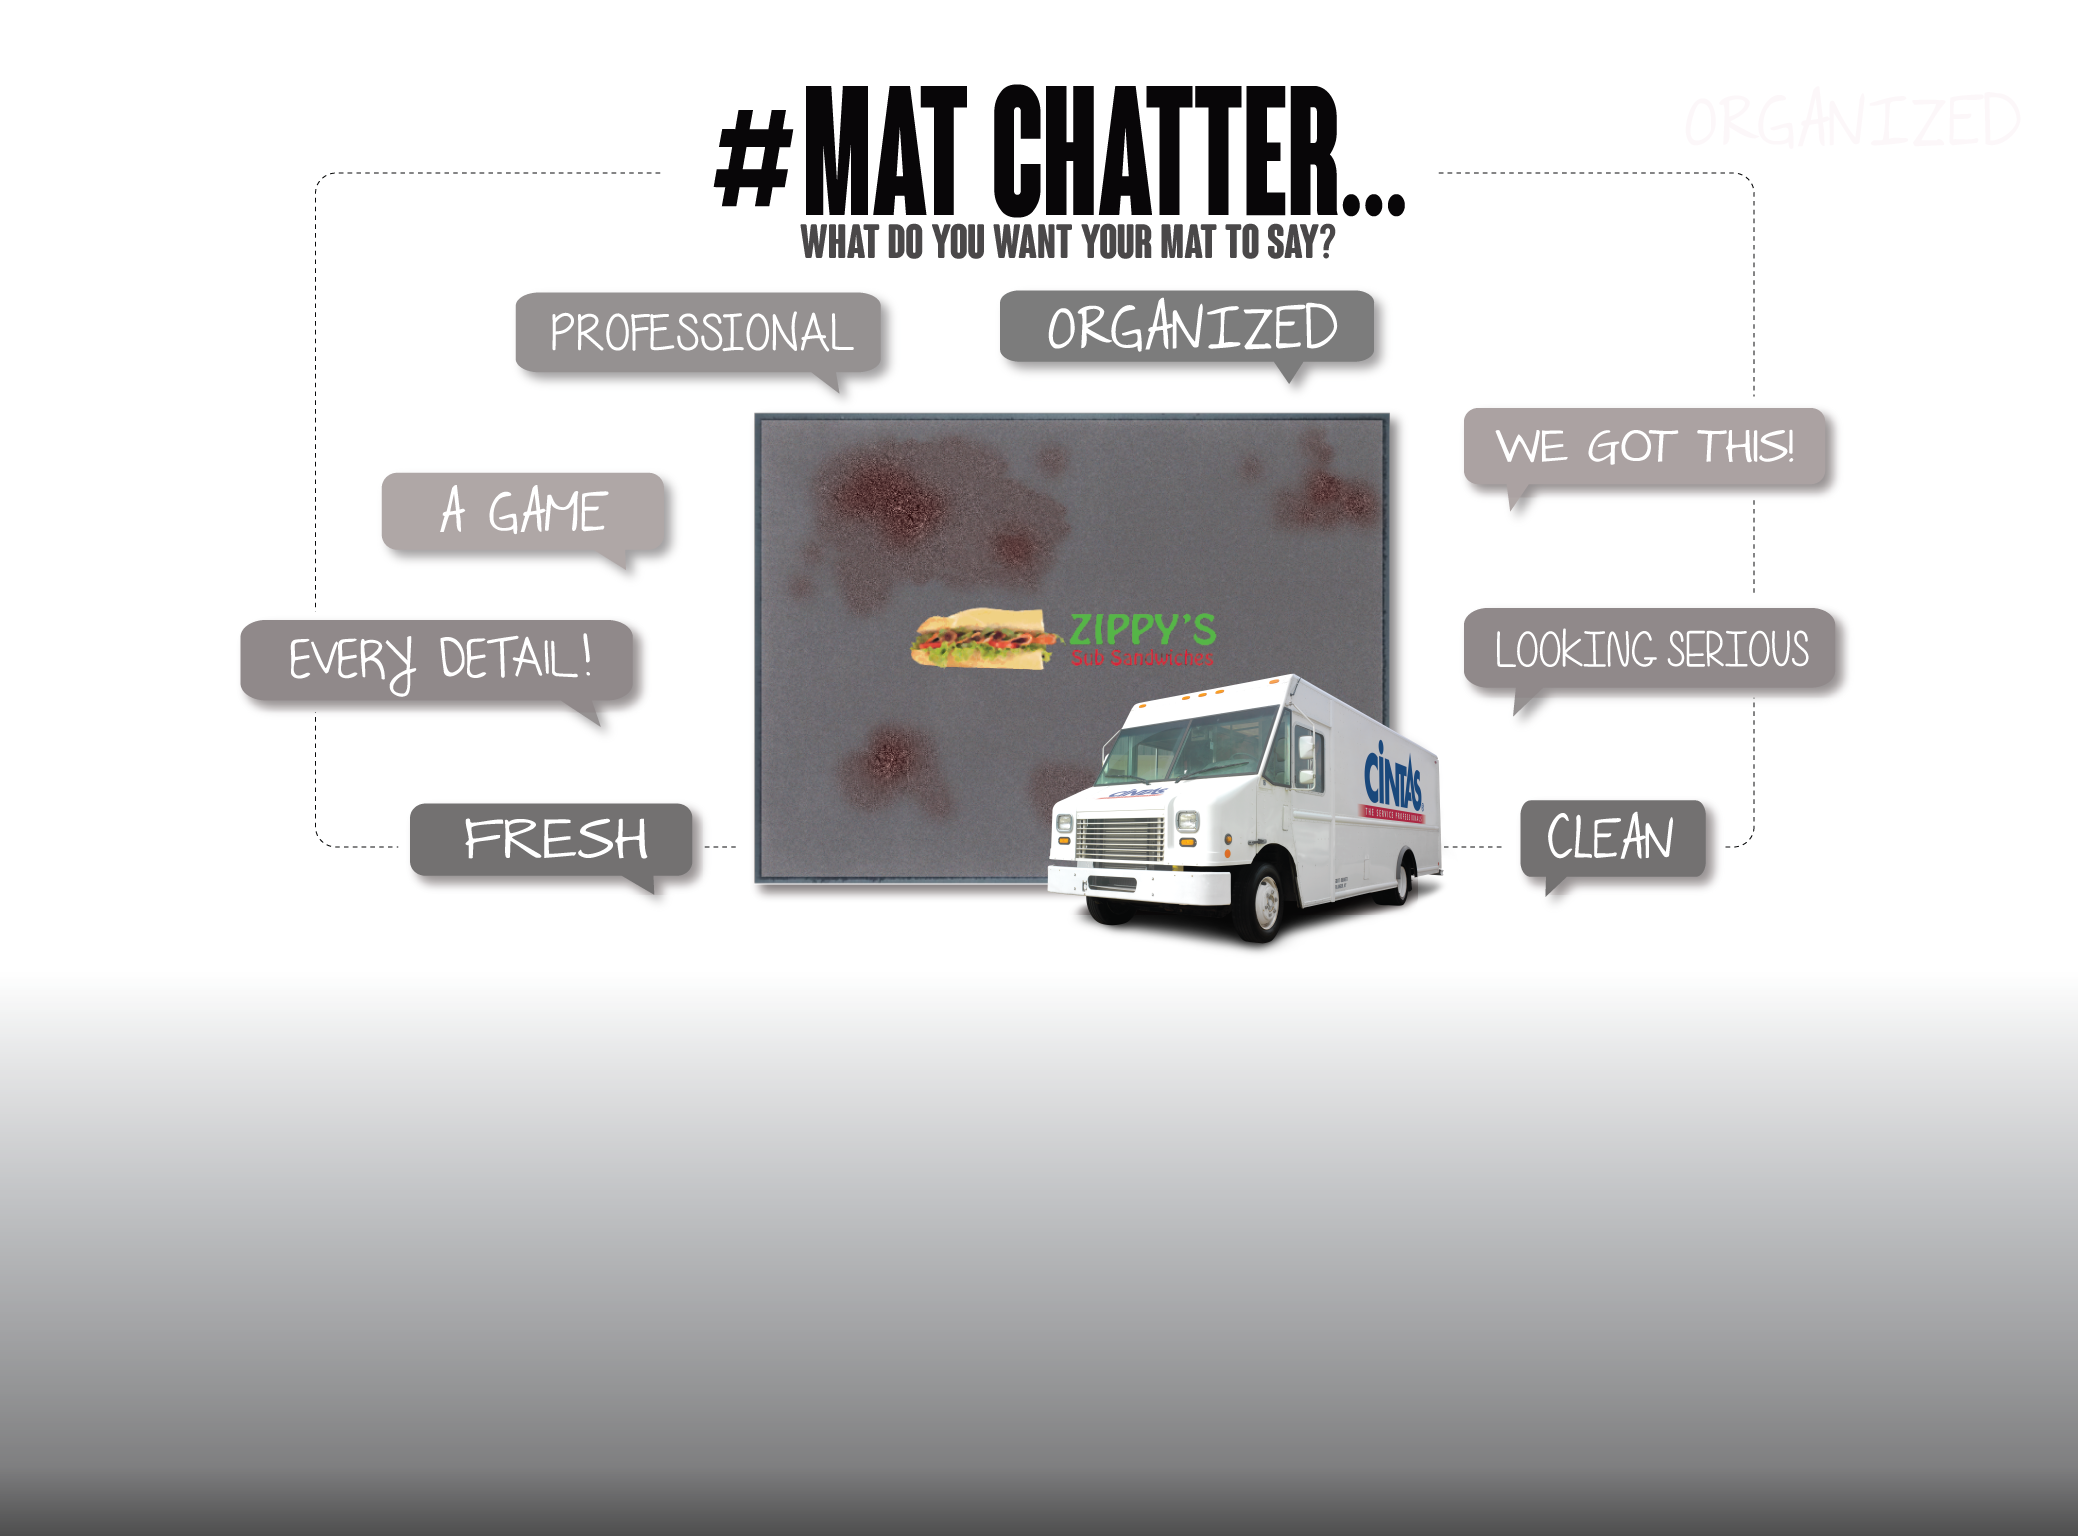 ORGANIZED
#MAT CHATTER...
WHAT DO YOU WANT YOUR MAT TO SAY?
PROFESSIONAL
ORGANIZED
WE GOT THIS!
A GAME
ZIPPY'S
Sub Sandwiches
EVERY DETAIL!
LOOKING SERIOUS
CINTAS
THE SERVICE PROFESSIONALS
CINTAS
FRESH
CLEAN